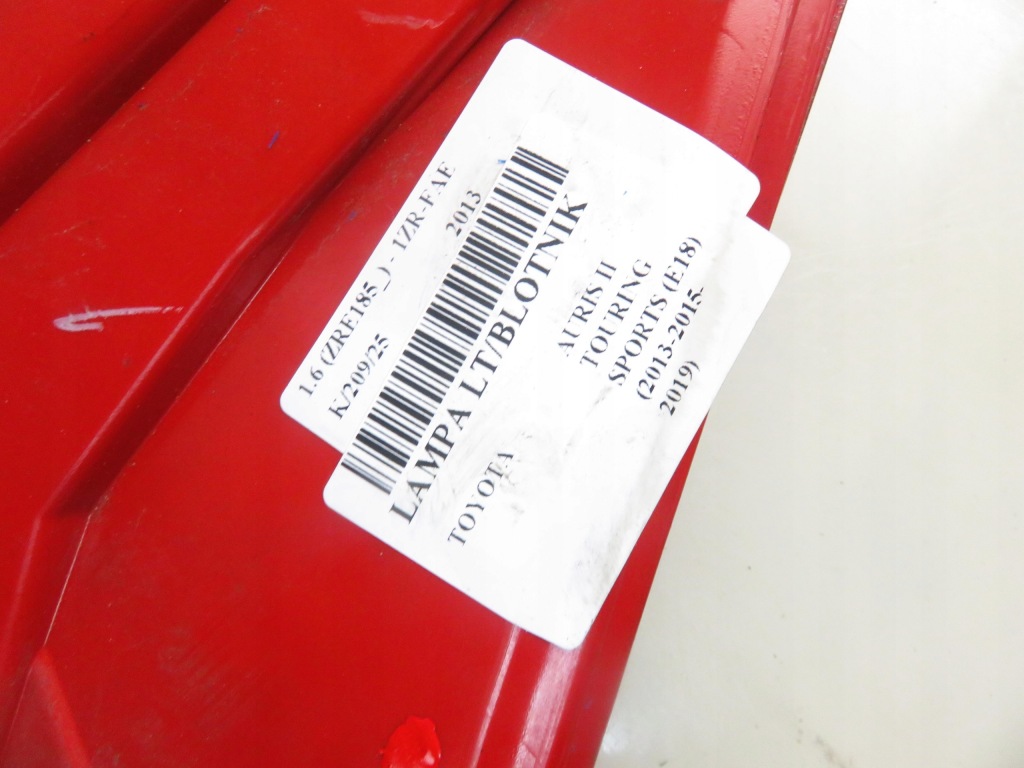 1.6 (ZRE185_) - 1ZR-FAE
K/209/25
2013
LAMPA LT/BLOTNIK
TOYOTA
AURIS II
TOURING
SPORTS (E18)
(2013-2015-
2019)